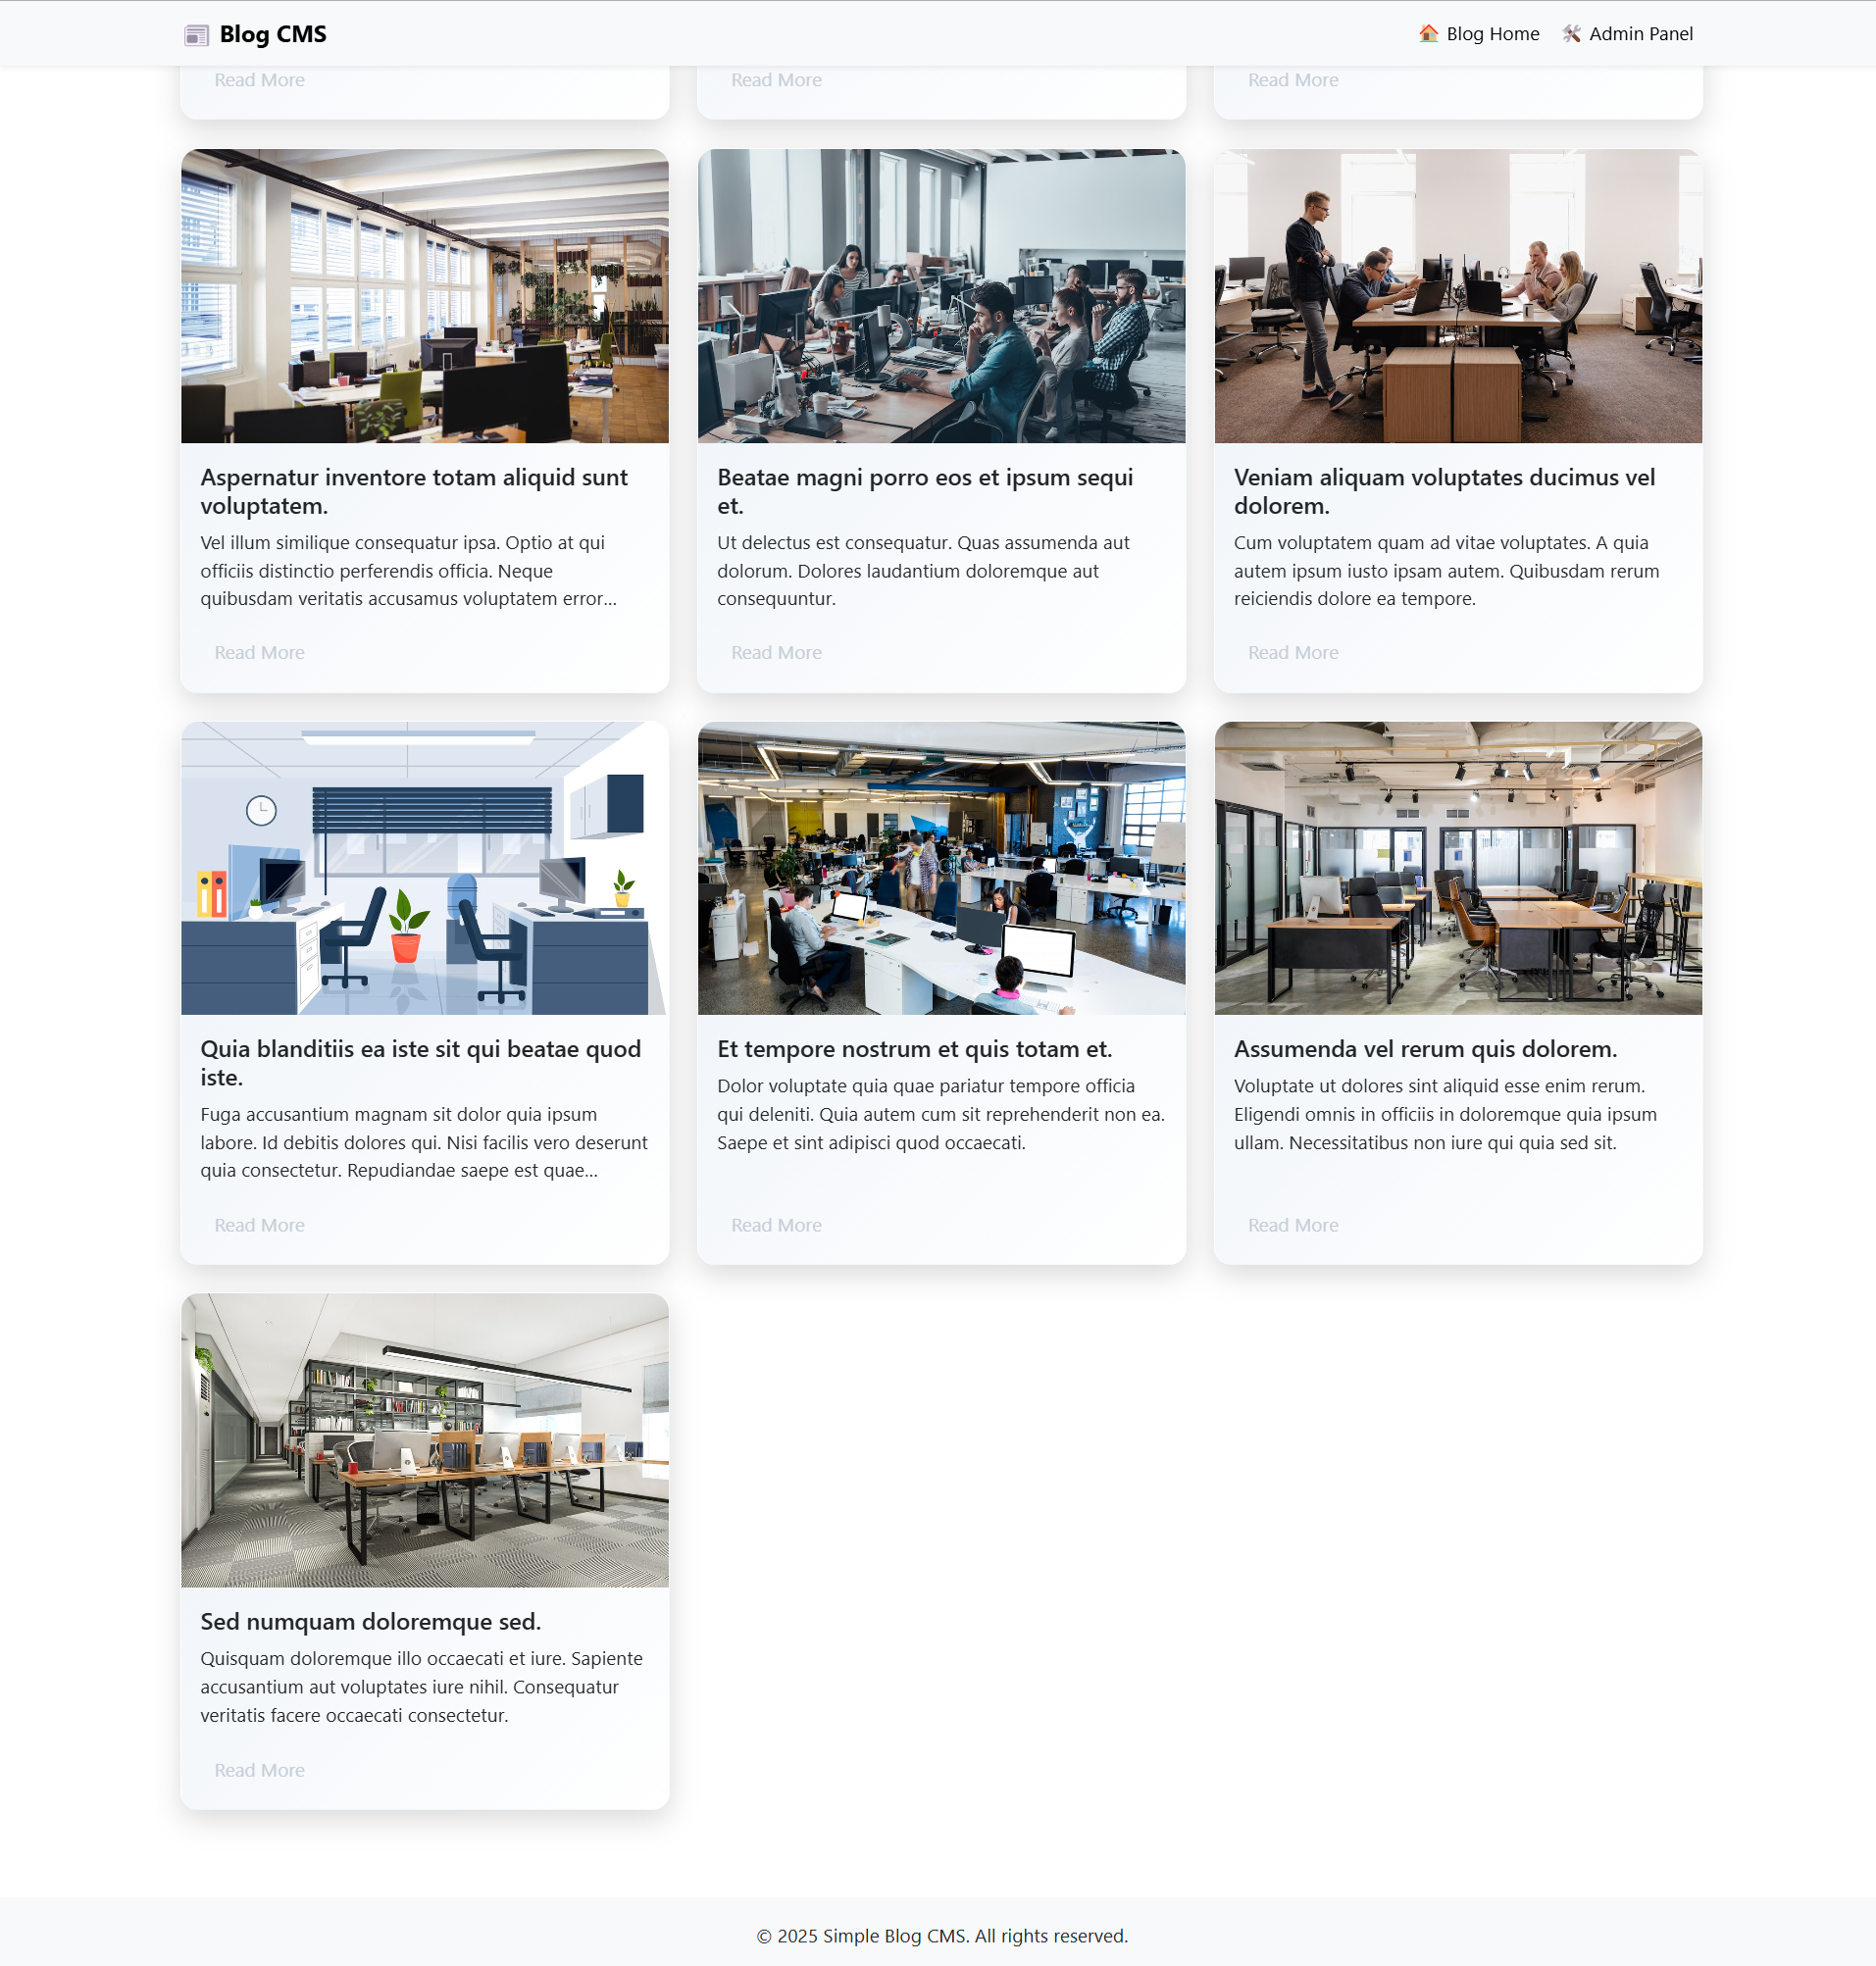 Blog CMS
Blog Home
Admin Panel
Read More
Read More
Read More
Aspernatur inventore totam aliquid sunt
voluptatem.
Vel illum similique consequatur ipsa. Optio at qui
officiis distinctio perferendis officia. Neque
quibusdam veritatis accusamus voluptatem error...
Read More
Beatae magni porro eos et ipsum sequi
et.
Ut delectus est consequatur. Quas assumenda aut
dolorum. Dolores laudantium doloremque aut
consequuntur.
Read More
Veniam aliquam voluptates ducimus vel
dolorem.
Cum voluptatem quam ad vitae voluptates. A quia
autem ipsum iusto ipsam autem. Quibusdam rerum
reiciendis dolore ea tempore.
Read More
Quia blanditiis ea iste sit qui beatae quod
iste.
Fuga accusantium magnam sit dolor quia ipsum
labore. Id debitis dolores qui. Nisi facilis vero deserunt
quia consectetur. Repudiandae saepe est quae...
Read More
Et tempore nostrum et quis totam et.
Dolor voluptate quia quae pariatur tempore officia
qui deleniti. Quia autem cum sit reprehenderit non ea.
Saepe et sint adipisci quod occaecati.
Read More
Assumenda vel rerum quis dolorem.
Voluptate ut dolores sint aliquid esse enim rerum.
Eligendi omnis in officiis in doloremque quia ipsum
ullam. Necessitatibus non iure qui quia sed sit.
Read More
Sed numquam doloremque sed.
Quisquam doloremque illo occaecati et iure. Sapiente
accusantium aut voluptates iure nihil. Consequatur
veritatis facere occaecati consectetur.
Read More
© 2025 Simple Blog CMS. All rights reserved.